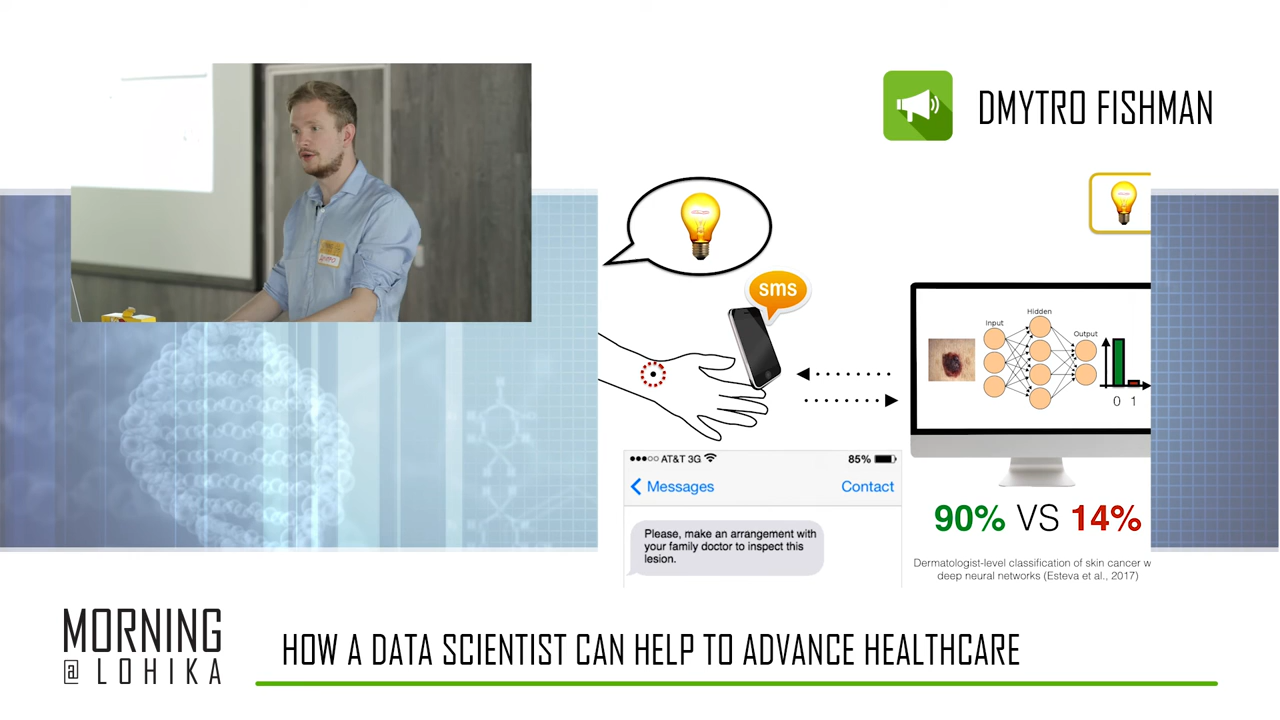 DMYTRO FISHMAN
sms
Input
Hidden
Output
0 1
●●●○○ AT&T 3G
85%
Messages
Contact
Please, make an arrangement with
your family doctor to inspect this
lesion.
90% VS 14%
Dermatologist-level classification of skin cancer w
deep neural networks (Esteva et al., 2017)
MORNING
@ LOHIKA
HOW A DATA SCIENTIST CAN HELP TO ADVANCE HEALTHCARE